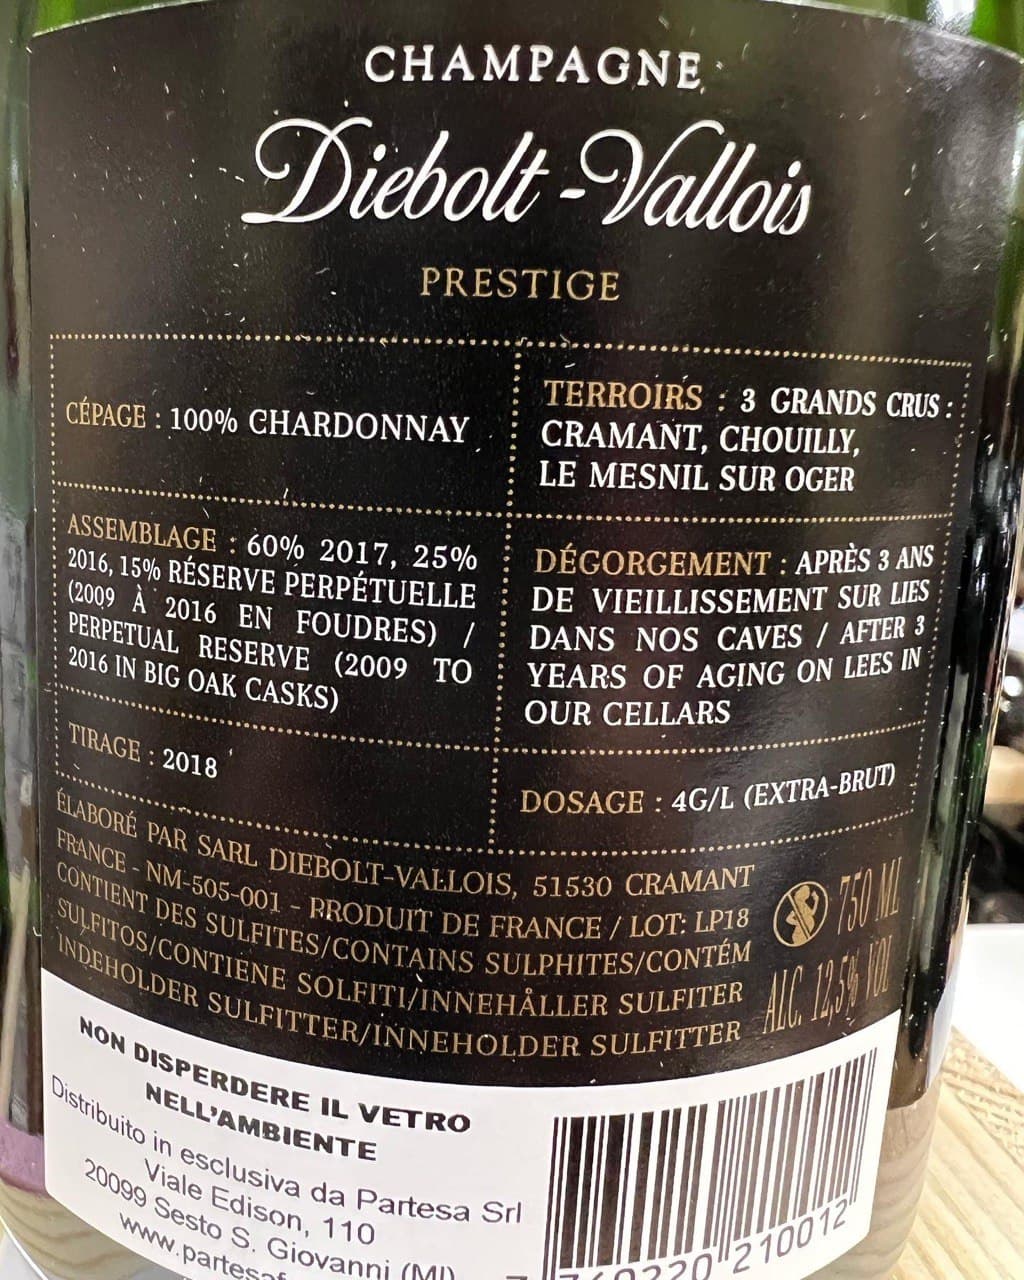 CHAMPAGNE
Diebolt-Vallois
PRESTIGE
CÉPAGE : 100% CHARDONNAY
TERROIRS : 3 GRANDS CRUS :
CRAMANT, CHOUILLY,
LE MESNIL SUR OGER
ASSEMBLAGE : 60% 2017, 25%
2016, 15% RÉSERVE PERPÉTUELLE
(2009 À 2016 EN FOUDRES) /
PERPETUAL RESERVE (2009 TO
2016 IN BIG OAK CASKS)
DÉGORGEMENT : APRÈS 3 ANS
DE VIEILLISSEMENT SUR LIES
DANS NOS CAVES / AFTER 3
YEARS OF AGING ON LEES IN
OUR CELLARS
TIRAGE : 2018
DOSAGE : 4G/L (EXTRA-BRUT)
ÉLABORÉ PAR SARL DIEBOLT-VALLOIS, 51530 CRAMANT
FRANCE - NM-505-001 - PRODUIT DE FRANCE / LOT: LP18
CONTIENT DES SULFITES/CONTAINS SULPHITES/CONTÉM
SULFITOS/CONTIENE SOLFITI/INNEHÅLLER SULFITER
INDEHOLDER SULFITTER/INNEHOLDER SULFITTER
750 ML
ALC. 12,5% VOL
NON DISPERDERE IL VETRO
NELL'AMBIENTE
Distribuito in esclusiva da Partesa Srl
Viale Edison, 110
20099 Sesto S. Giovanni (MI)
210012